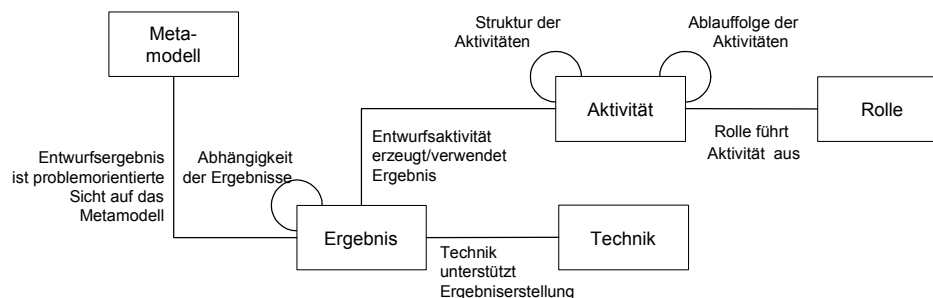 Meta-
modell
Struktur der
Aktivitäten
Ablauffolge der
Aktivitäten
Aktivität
Rolle
Rolle führt
Aktivität aus
Entwurfsaktivität
erzeugt/verwendet
Ergebnis
Entwurfsergebnis
ist problemorientierte
Sicht auf das
Metamodell
Abhängigkeit
der Ergebnisse
Ergebnis
Technik
Technik
unterstützt
Ergebniserstellung